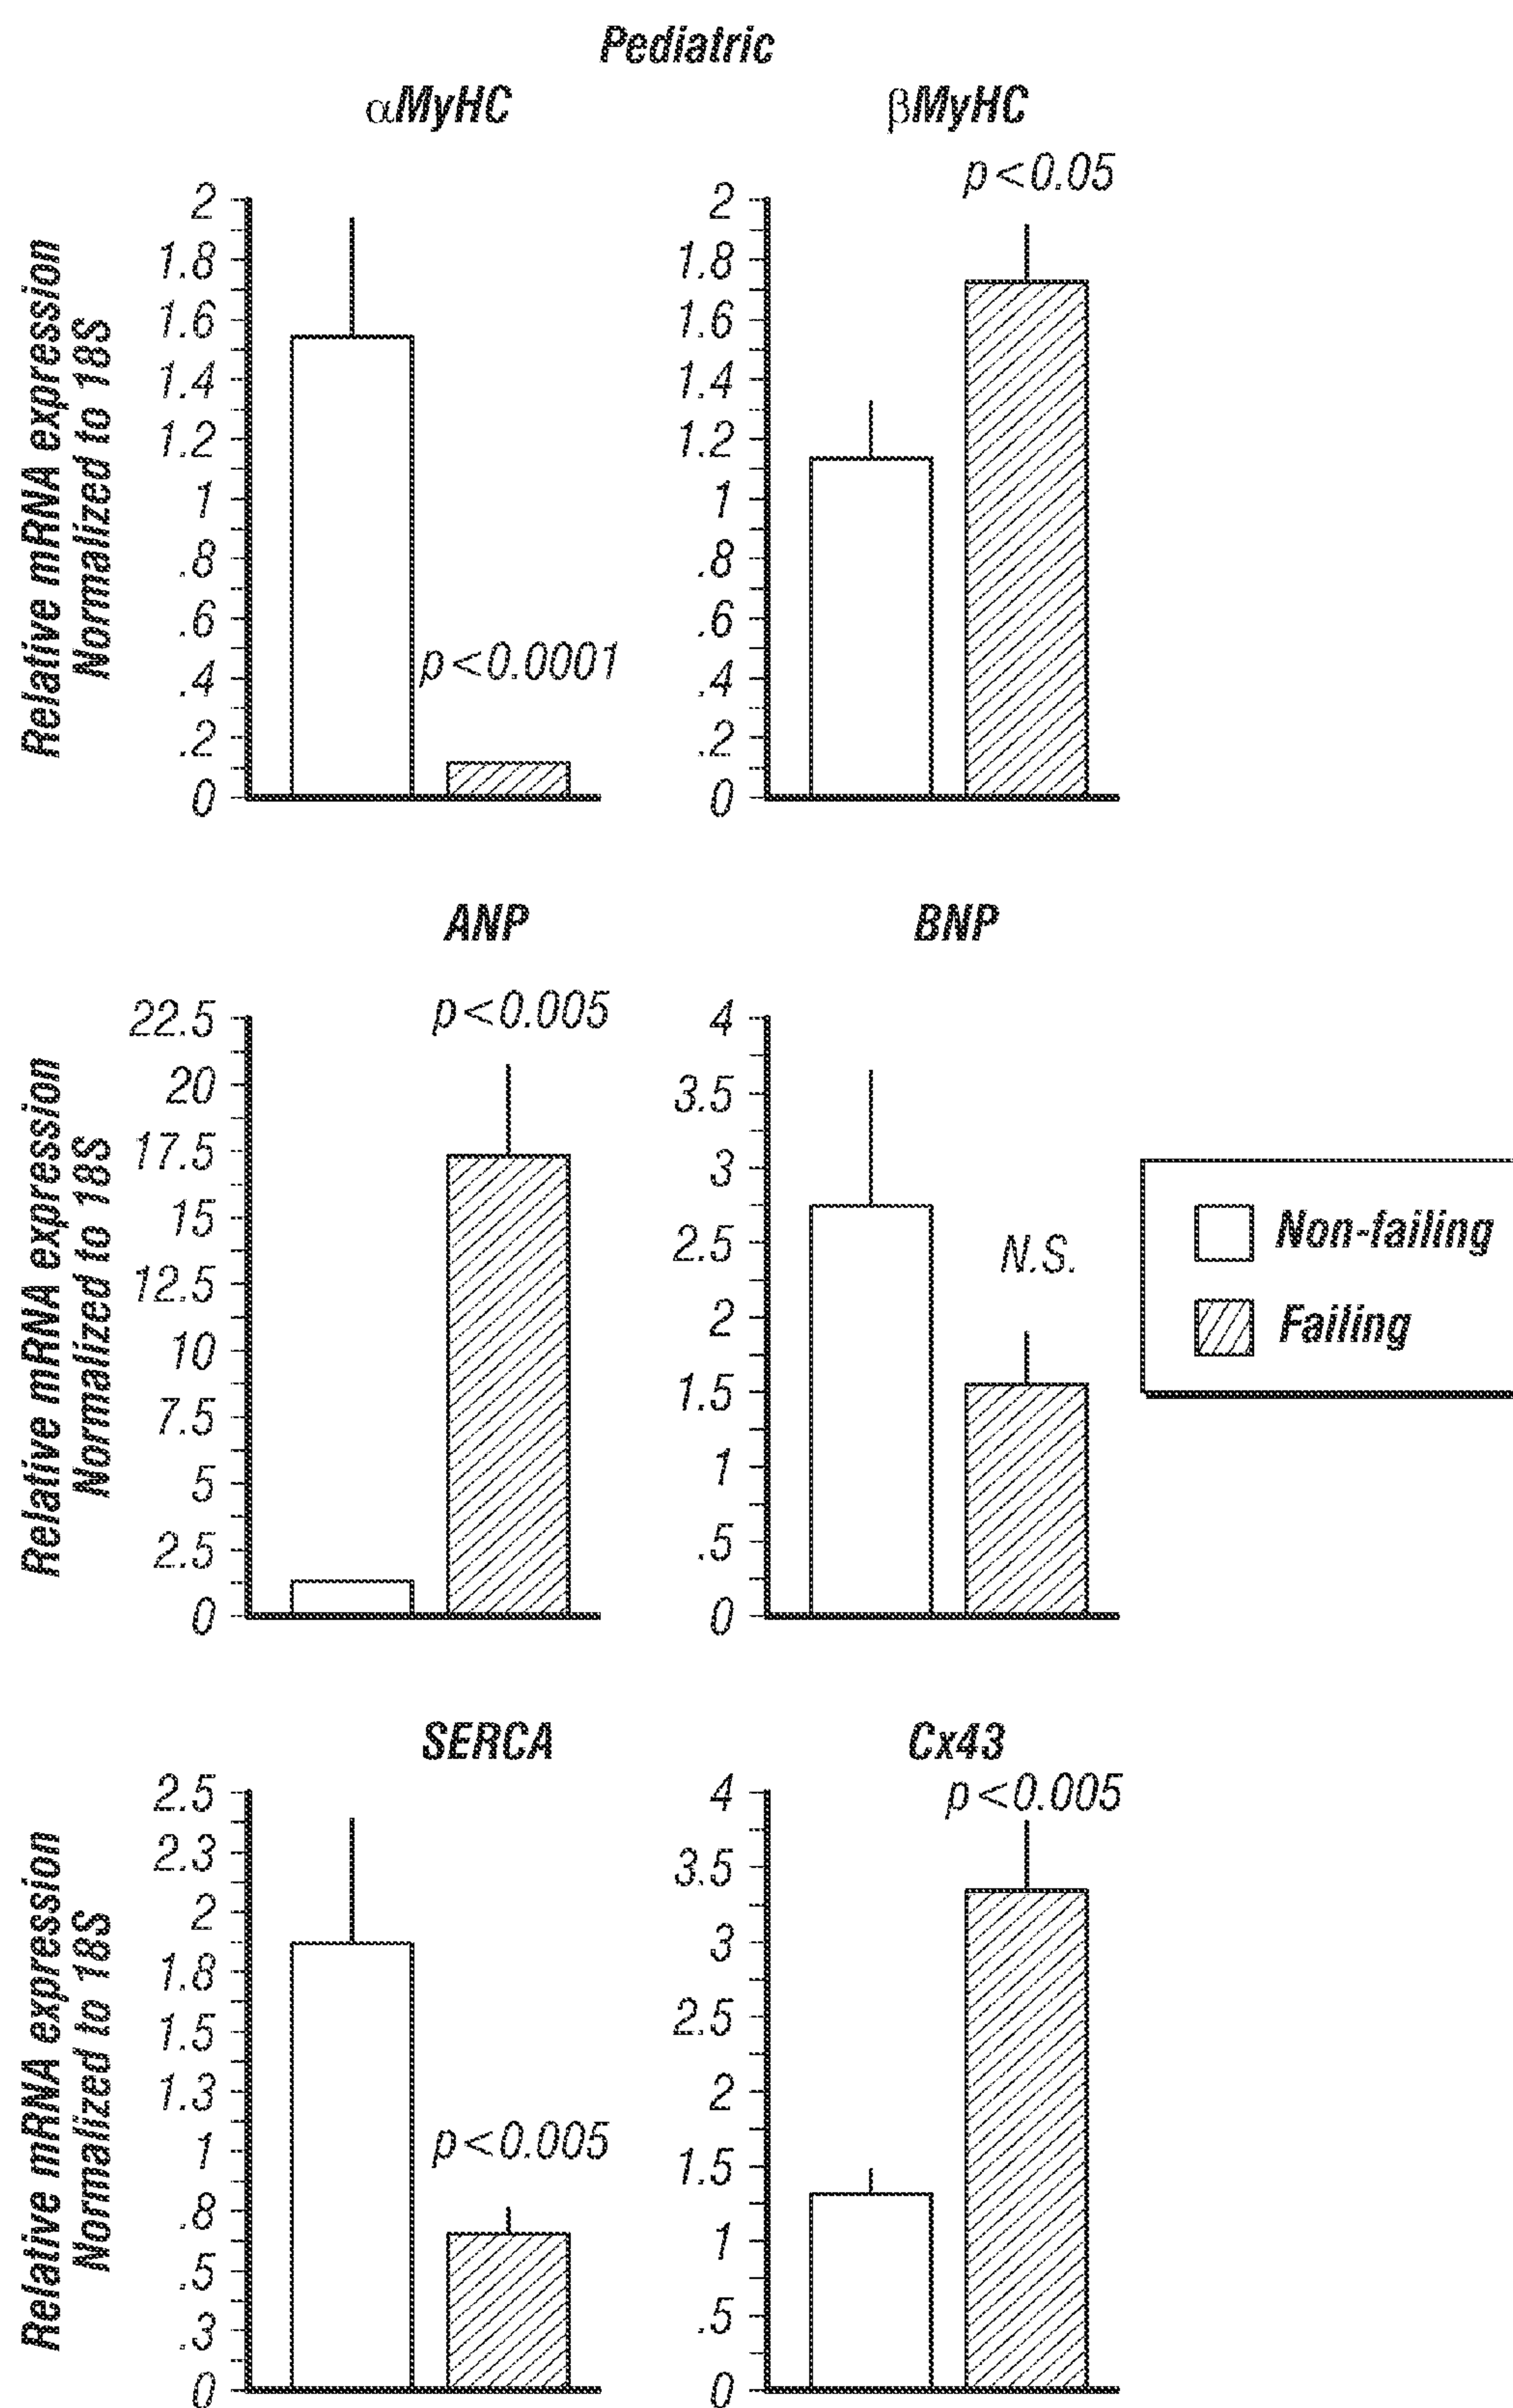 Pediatric
αMyHC
βMyHC
Relative mRNA expression
Normalized to 18S
2
1.8
1.6
1.4
1.2
1
.8
.6
.4
.2
0
p<0.0001
2
1.8
1.6
1.4
1.2
1
.8
.6
.4
.2
0
p<0.05
ANP
BNP
Relative mRNA expression
Normalized to 18S
22.5
20
17.5
15
12.5
10
7.5
5
2.5
0
p<0.005
4
3.5
3
2.5
2
1.5
1
.5
0
N.S.
Non-failing
Failing
SERCA
Cx43
Relative mRNA expression
Normalized to 18S
2.5
2.3
2
1.8
1.5
1.3
1
.8
.5
.3
0
p<0.005
4
3.5
3
2.5
2
1.5
1
.5
0
p<0.005